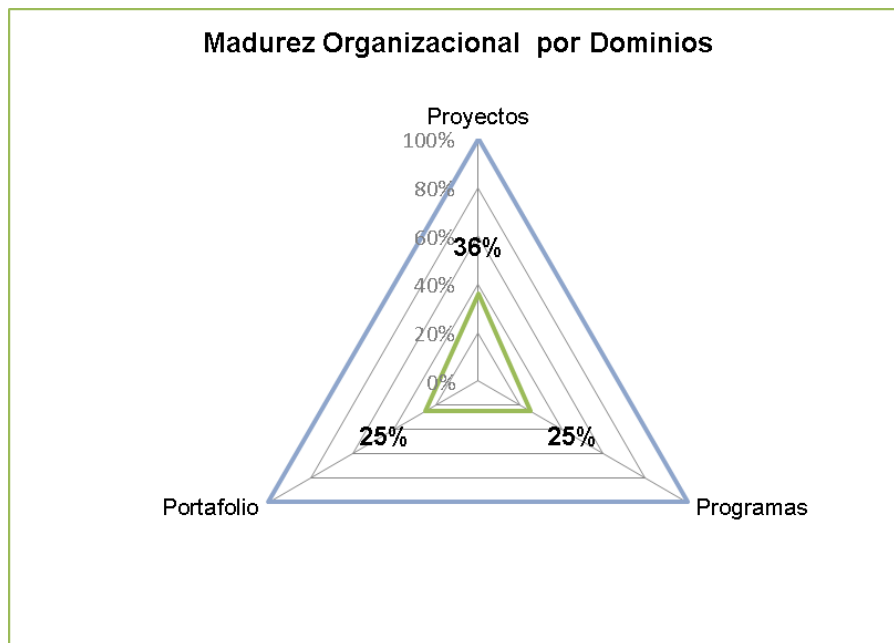 Madurez Organizacional por Dominios
Proyectos
100%
80%
60%
36%
40%
20%
0%
25%
25%
Portafolio
Programas